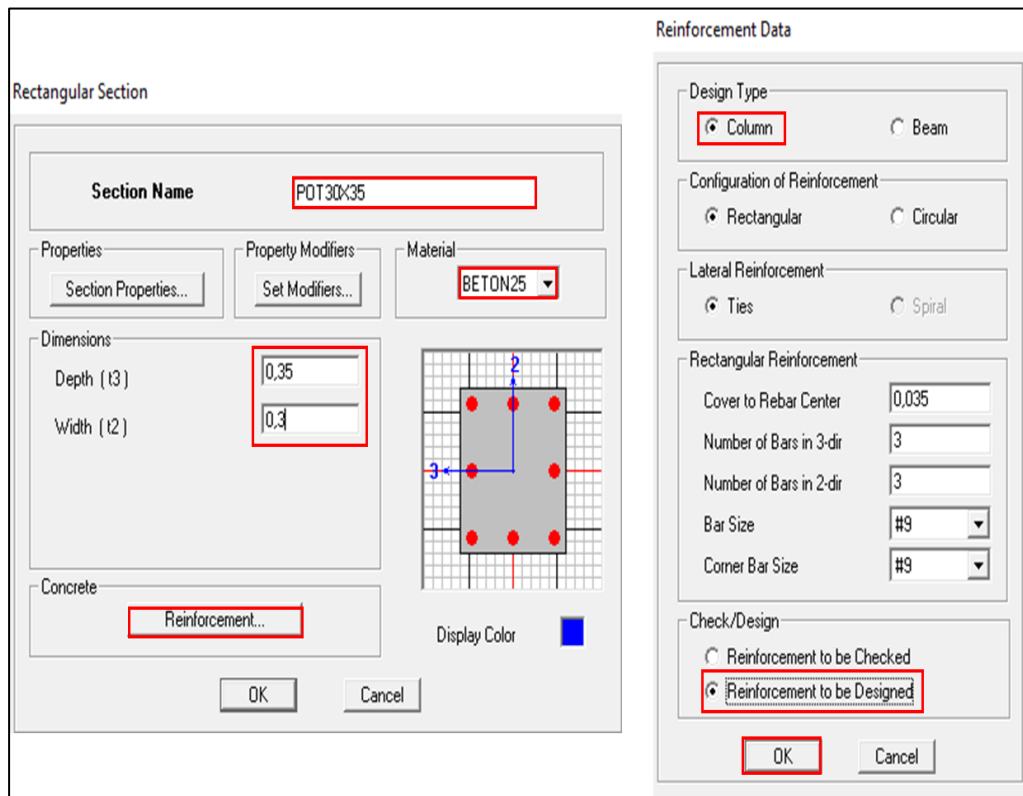 Rectangular Section
Section Name POT30X35
Properties
Section Properties...
Property Modifiers
Set Modifiers...
Material
BETON25
Dimensions
Depth ( t3 ) 0,35
Width ( t2 ) 0,3
2
3
Concrete
Reinforcement...
Display Color
OK Cancel
Reinforcement Data
Design Type
Column Beam
Configuration of Reinforcement
Rectangular Circular
Lateral Reinforcement
Ties Spiral
Rectangular Reinforcement
Cover to Rebar Center 0,035
Number of Bars in 3-dir 3
Number of Bars in 2-dir 3
Bar Size #9
Corner Bar Size #9
Check/Design
Reinforcement to be Checked
Reinforcement to be Designed
OK Cancel